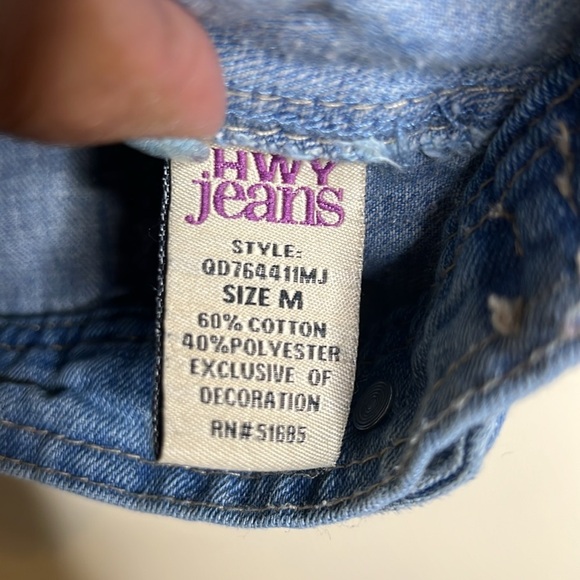 HWY
jeans
STYLE:
QD764411MJ
SIZE M
60% COTTON
40%POLYESTER
EXCLUSIVE OF
DECORATION
RN#51685